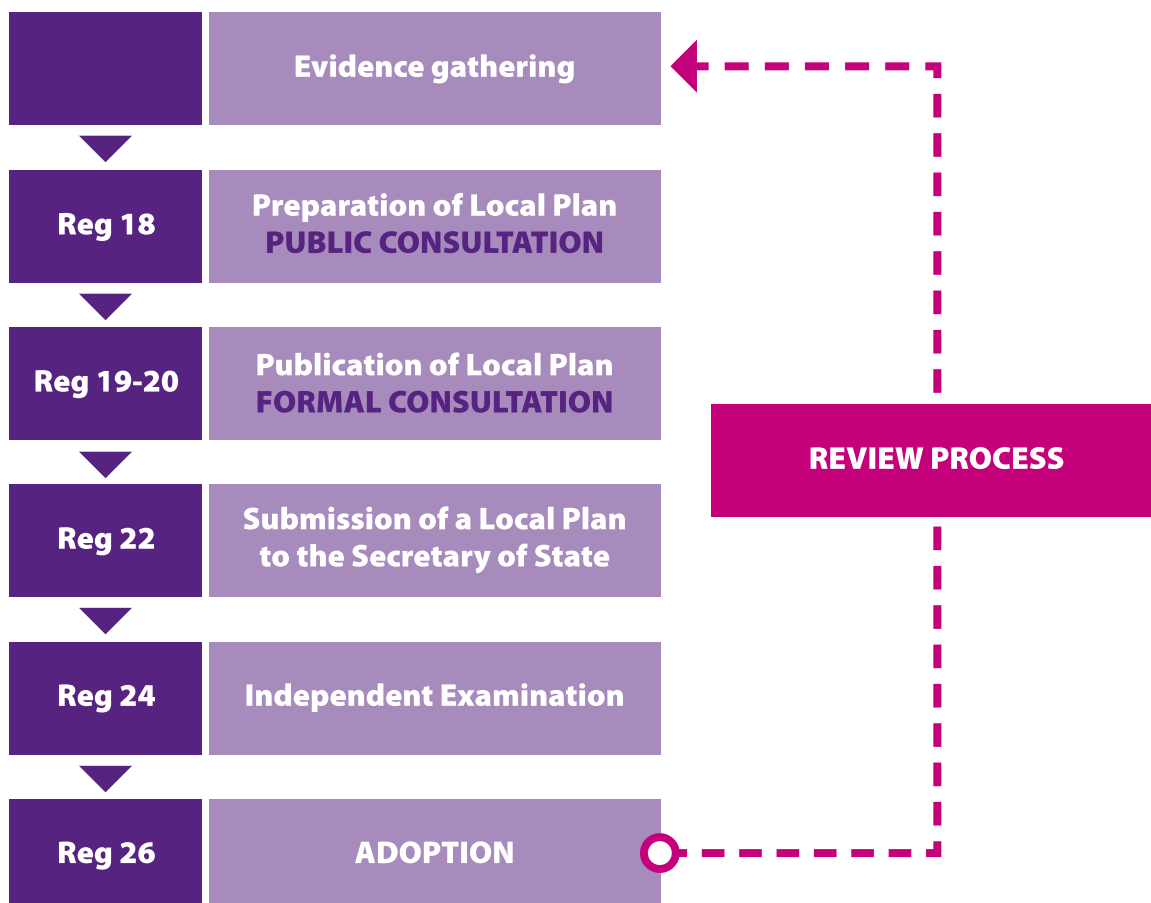 Evidence gathering
Reg 18
Preparation of Local Plan
PUBLIC CONSULTATION
Reg 19-20
Publication of Local Plan
FORMAL CONSULTATION
Reg 22
Submission of a Local Plan
to the Secretary of State
Reg 24
Independent Examination
Reg 26
ADOPTION
REVIEW PROCESS